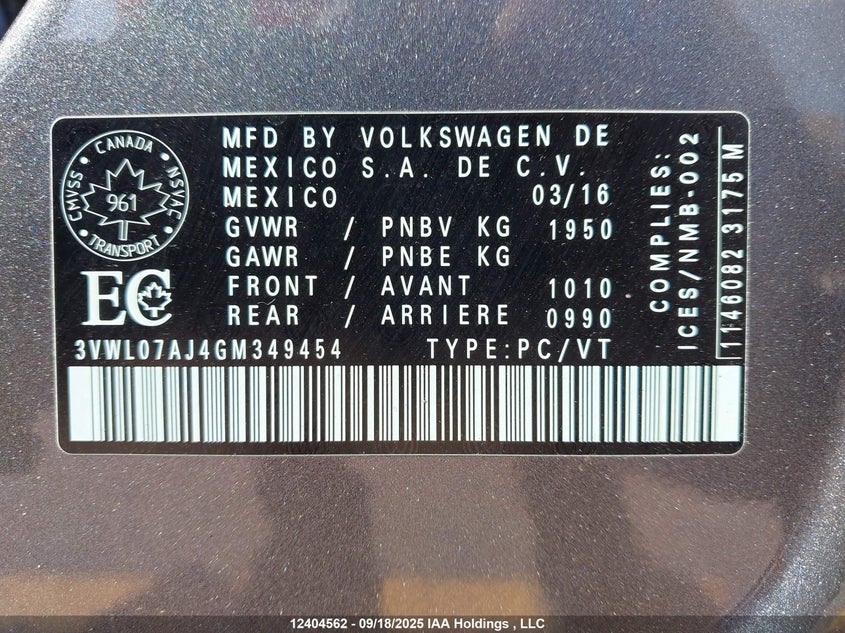 CANADA
CMVSS
NSVAC
961
TRANSPORT
EC
MFD BY VOLKSWAGEN DE
MEXICO S.A. DE C.V.
MEXICO 03/16
GVWR / PNBV KG 1950
GAWR / PNBE KG
FRONT / AVANT 1010
REAR / ARRIERE 0990
3VWL07AJ4GM349454 TYPE:PC/VT
COMPLIES:
ICES/NMB-002
1146082 3175 M
12404562 - 09/18/2025 IAA Holdings , LLC